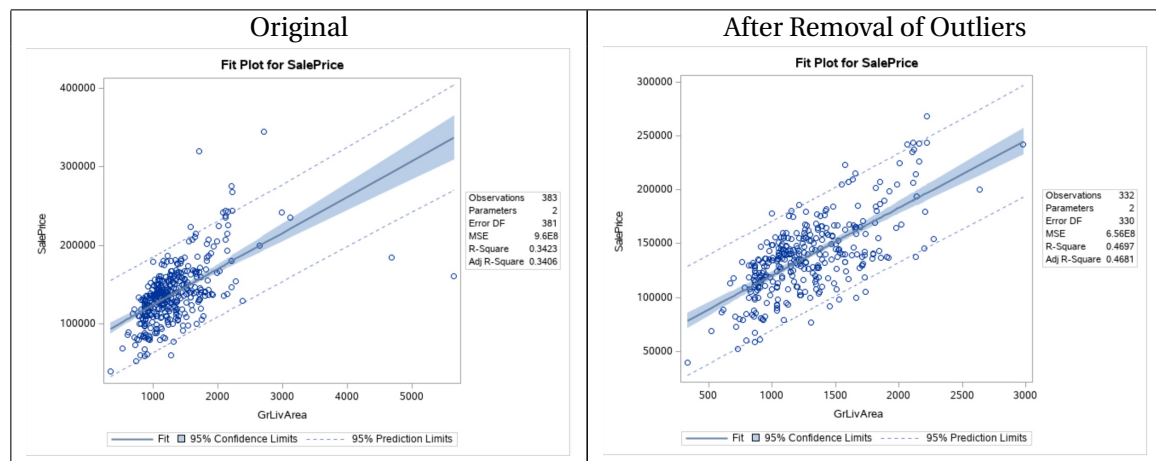 Original
After Removal of Outliers
Fit Plot for SalePrice
400000
300000
200000
100000
SalePrice
1000 2000 3000 4000 5000
GrLivArea
Observations 383
Parameters 2
Error DF 381
MSE 9.6E8
R-Square 0.3423
Adj R-Square 0.3406
Fit 95% Confidence Limits 95% Prediction Limits
Fit Plot for SalePrice
300000
250000
200000
150000
100000
50000
SalePrice
500 1000 1500 2000 2500 3000
GrLivArea
Observations 332
Parameters 2
Error DF 330
MSE 6.56E8
R-Square 0.4697
Adj R-Square 0.4681
Fit 95% Confidence Limits 95% Prediction Limits